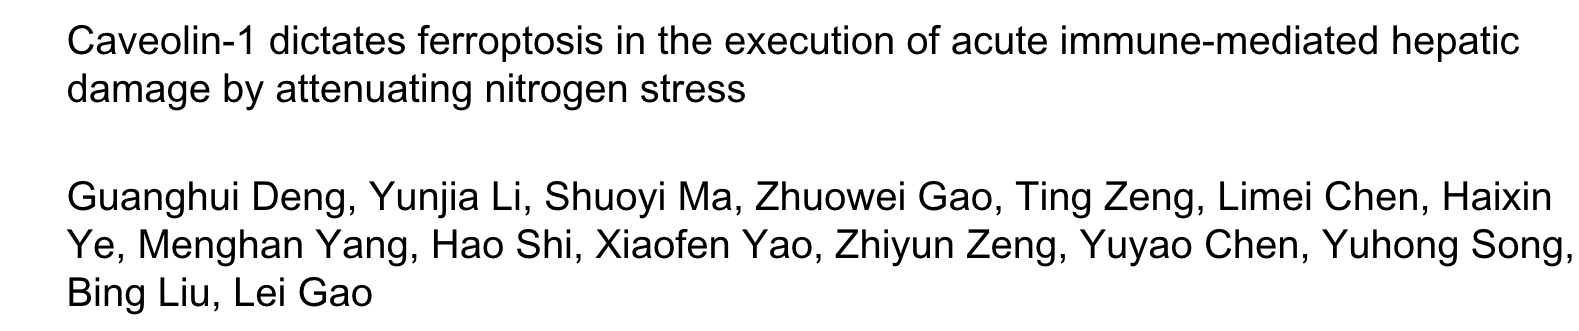 Caveolin-1 dictates ferroptosis in the execution of acute immune-mediated hepatic
damage by attenuating nitrogen stress
Guanghui Deng, Yunjia Li, Shuoyi Ma, Zhuowei Gao, Ting Zeng, Limei Chen, Haixin
Ye, Menghan Yang, Hao Shi, Xiaofen Yao, Zhiyun Zeng, Yuyao Chen, Yuhong Song,
Bing Liu, Lei Gao